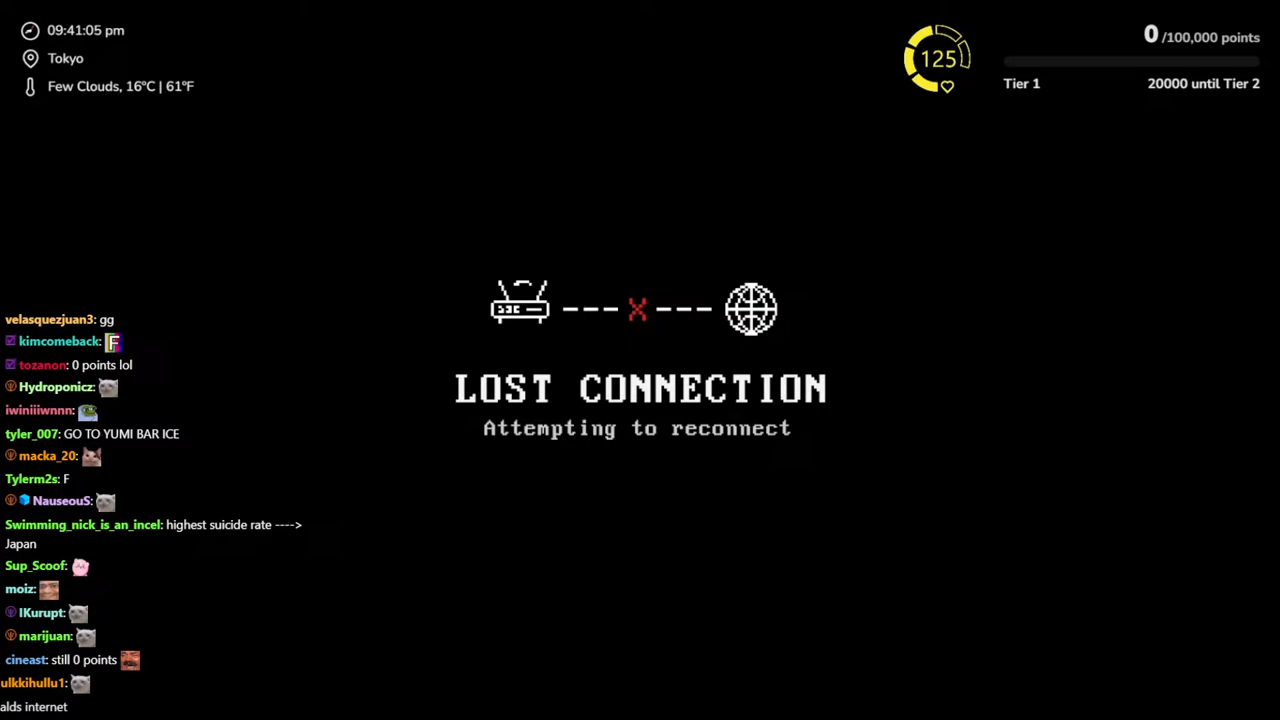 09:41:05 pm
Tokyo
Few Clouds, 16°C | 61°F
125
0 /100,000 points
Tier 1
20000 until Tier 2
LOST CONNECTION
Attempting to reconnect
velasquezjuan3: gg
kimcomeback: F
tozanon: 0 points lol
Hydroponicz:
iwiniiiwnnn:
tyler_007: GO TO YUMI BAR ICE
macka_20:
Tylerm2s: F
NauseouS:
Swimming_nick_is_an_incel: highest suicide rate ---->
Japan
Sup_Scoof:
moiz:
IKurupt:
marijuan:
cineast: still 0 points
ulkkihullu1:
alds internet